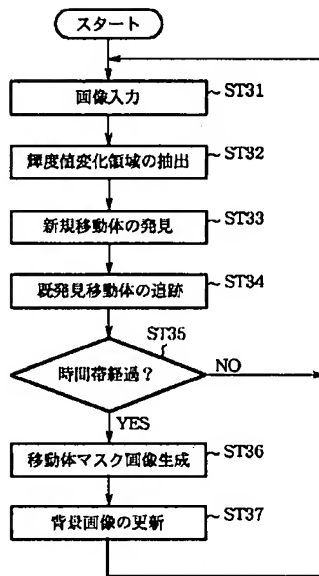 スタート
画像入力
ST31
輝度値変化領域の抽出
ST32
新規移動体の発見
ST33
既発見移動体の追跡
ST34
ST35
時間帯経過?
NO
YES
移動体マスク画像生成
ST36
背景画像の更新
ST37